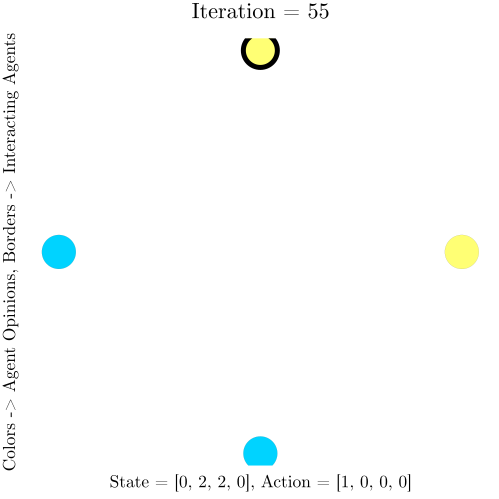 Iteration = 55
Colors -> Agent Opinions, Borders -> Interacting Agents
State = [0, 2, 2, 0], Action = [1, 0, 0, 0]